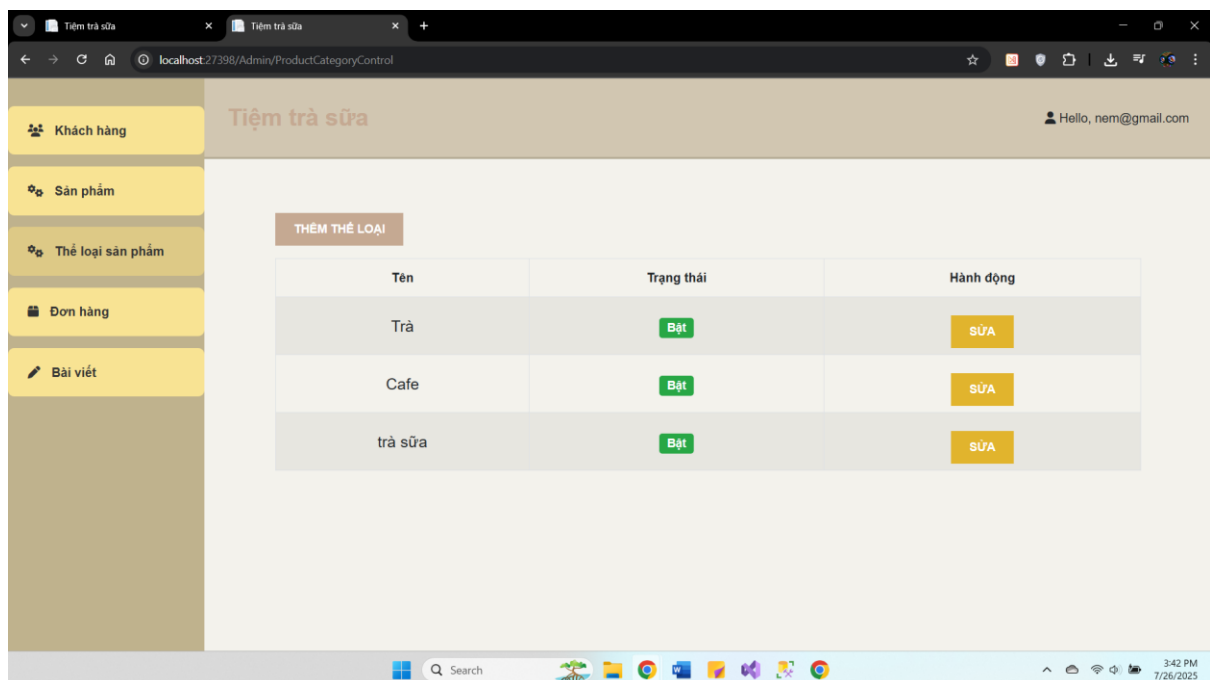 Tiệm trà sữa
Tiệm trà sữa
localhost:27398/Admin/ProductCategoryControl
Tiệm trà sữa
Hello, nem@gmail.com
Khách hàng
Sản phẩm
Thể loại sản phẩm
Đơn hàng
Bài viết
THÊM THỂ LOẠI
Tên Trạng thái Hành động
Trà Bật SỬA
Cafe Bật SỬA
trà sữa Bật SỬA
Search
3:42 PM
7/26/2025